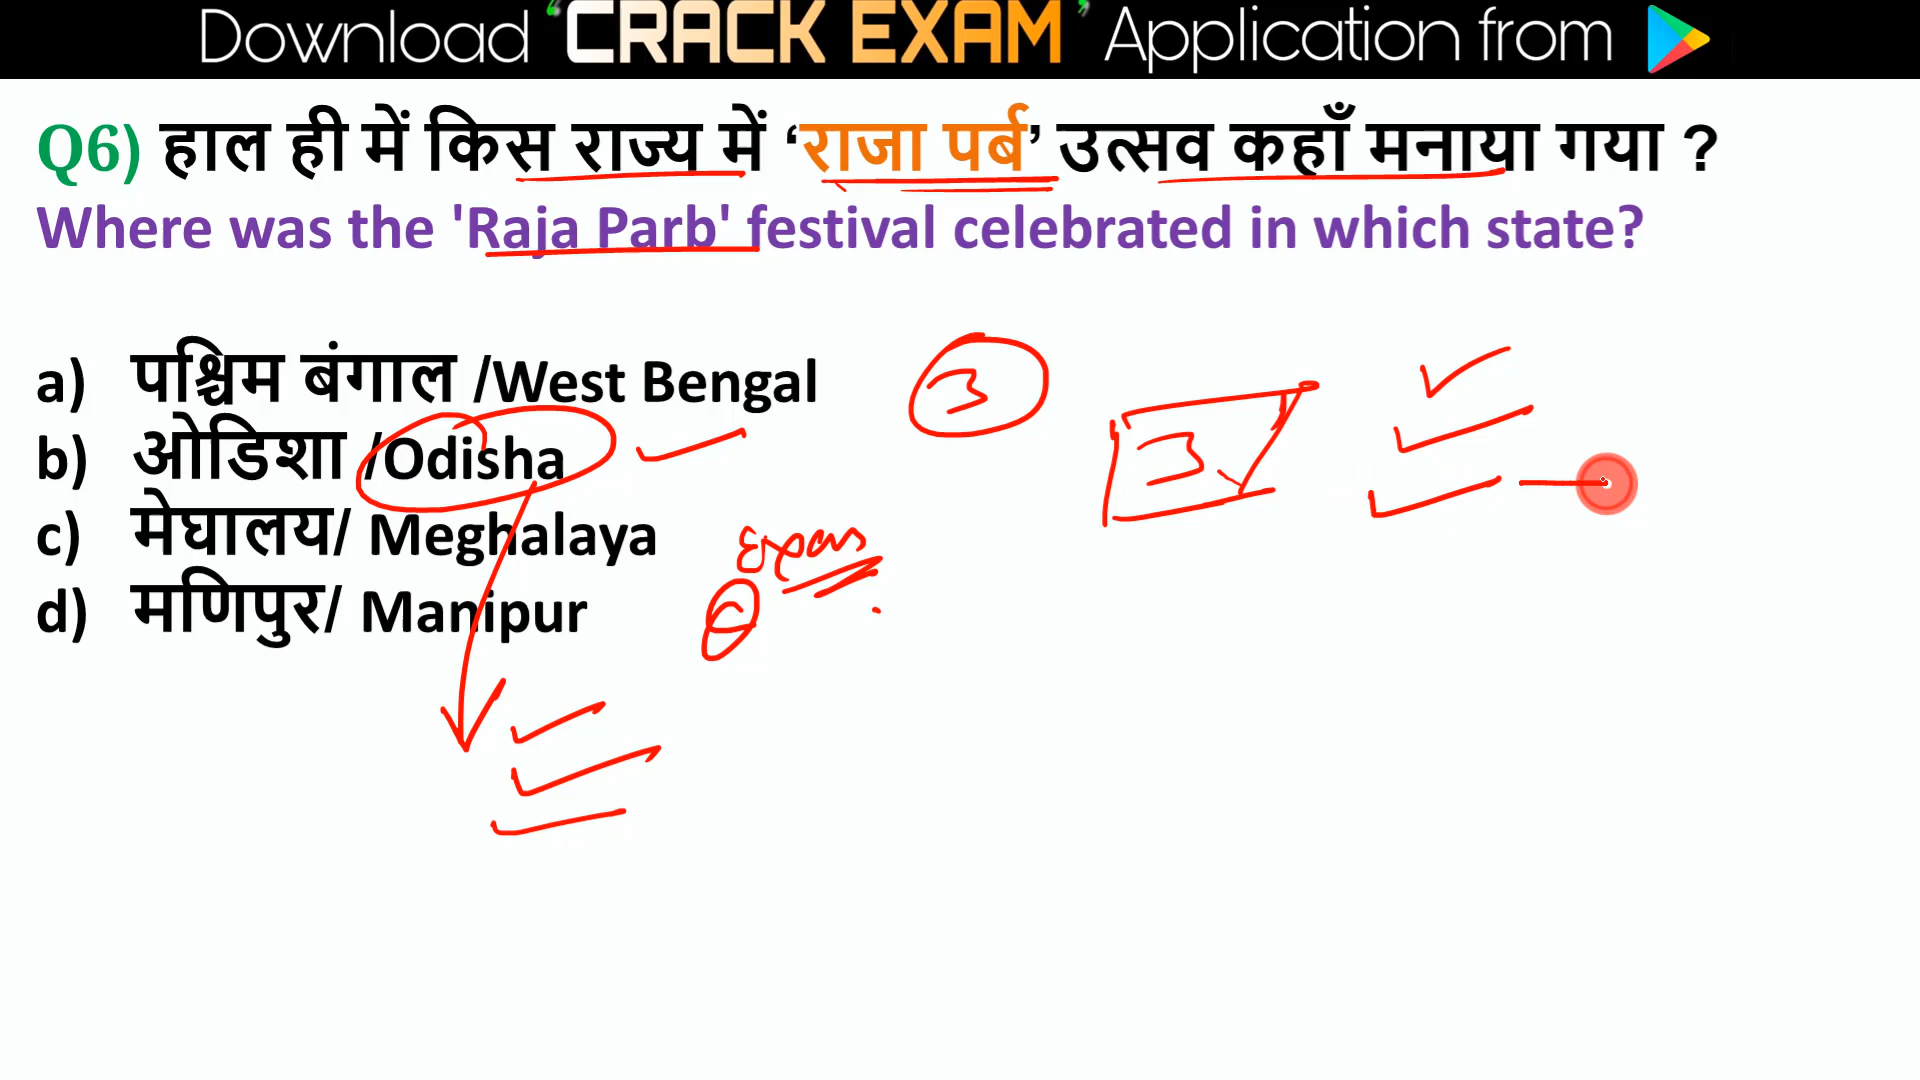 Download ‘CRACK EXAM’ Application from
Q6) हाल ही में किस राज्य में ‘राजा पर्ब’ उत्सव कहाँ मनाया गया ?
Where was the 'Raja Parb' festival celebrated in which state?
a) पश्चिम बंगाल /West Bengal
3
b) ओडिशा /Odisha
3
c) मेघालय/ Meghalaya
d) मणिपुर/ Manipur